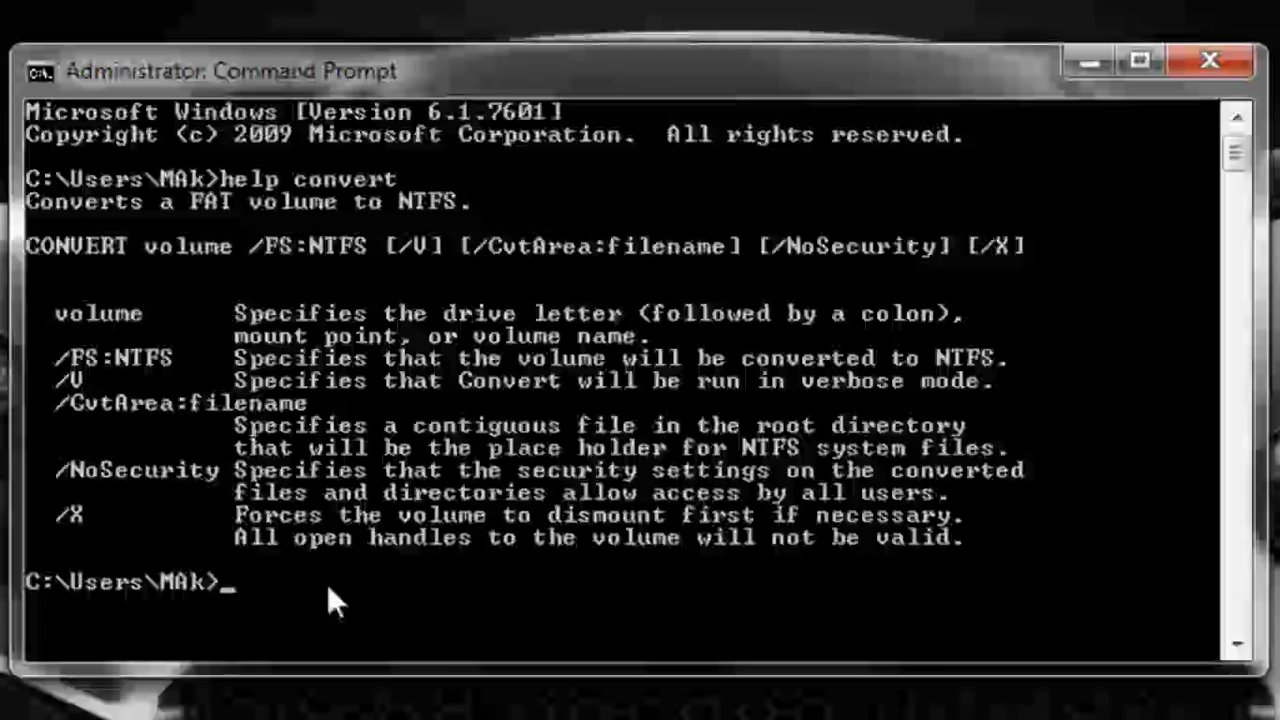 Administrator: Command Prompt
Microsoft Windows [Version 6.1.7601]
Copyright (c) 2009 Microsoft Corporation.  All rights reserved.
C:\Users\MAk>help convert
Converts a FAT volume to NTFS.
CONVERT volume /FS:NTFS [/V] [/CvtArea:filename] [/NoSecurity] [/X]
volume      Specifies the drive letter (followed by a colon),
mount point, or volume name.
/FS:NTFS    Specifies that the volume will be converted to NTFS.
/V          Specifies that Convert will be run in verbose mode.
/CvtArea:filename
Specifies a contiguous file in the root directory
that will be the place holder for NTFS system files.
/NoSecurity Specifies that the security settings on the converted
files and directories allow access by all users.
/X          Forces the volume to dismount first if necessary.
All open handles to the volume will not be valid.
C:\Users\MAk>_